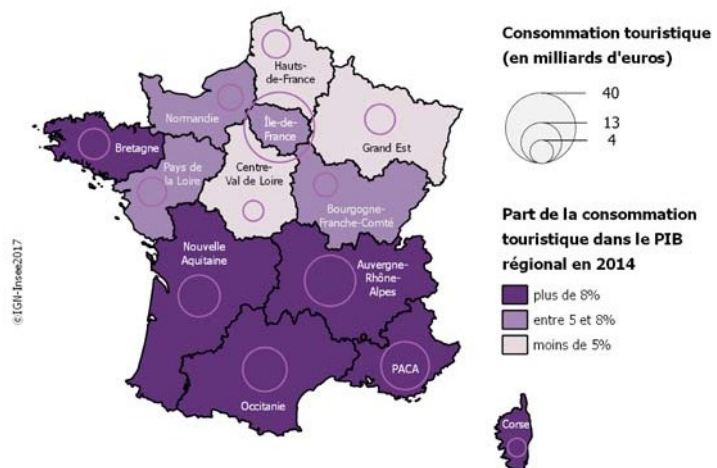 Consommation touristique
(en milliards d'euros)
40
13
4
Part de la consommation
touristique dans le PIB
régional en 2014
plus de 8%
entre 5 et 8%
moins de 5%
Hauts-
de-France
Normandie
Île-de-
France
Grand Est
Bretagne
Pays de
la Loire
Centre-
Val de Loire
Bourgogne-
Franche-Comté
Nouvelle
Aquitaine
Auvergne-
Rhône-
Alpes
Occitanie
PACA
Corse
©IGN-Insee2017